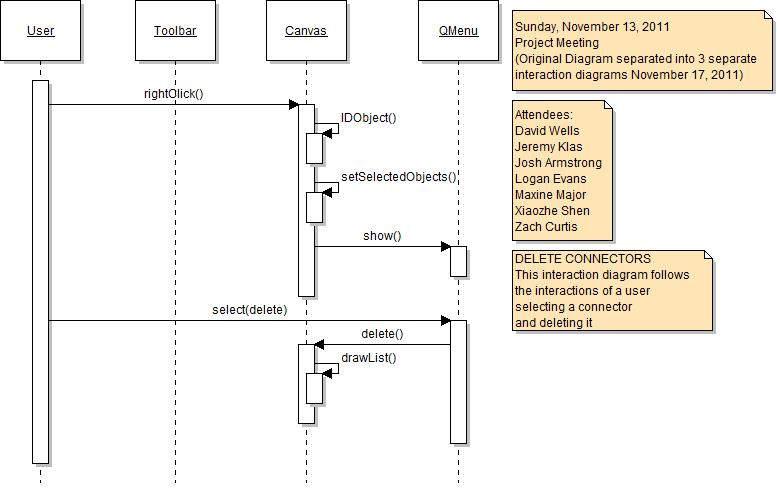 User
Toolbar
Canvas
QMenu
Sunday, November 13, 2011
Project Meeting
(Original Diagram separated into 3 separate
interaction diagrams November 17, 2011)
rightClick()
IDObject()
Attendees:
David Wells
Jeremy Klas
Josh Armstrong
Logan Evans
Maxine Major
Xiaozhe Shen
Zach Curtis
setSelectedObjects()
show()
DELETE CONNECTORS
This interaction diagram follows
the interactions of a user
selecting a connector
and deleting it
select(delete)
delete()
drawList()